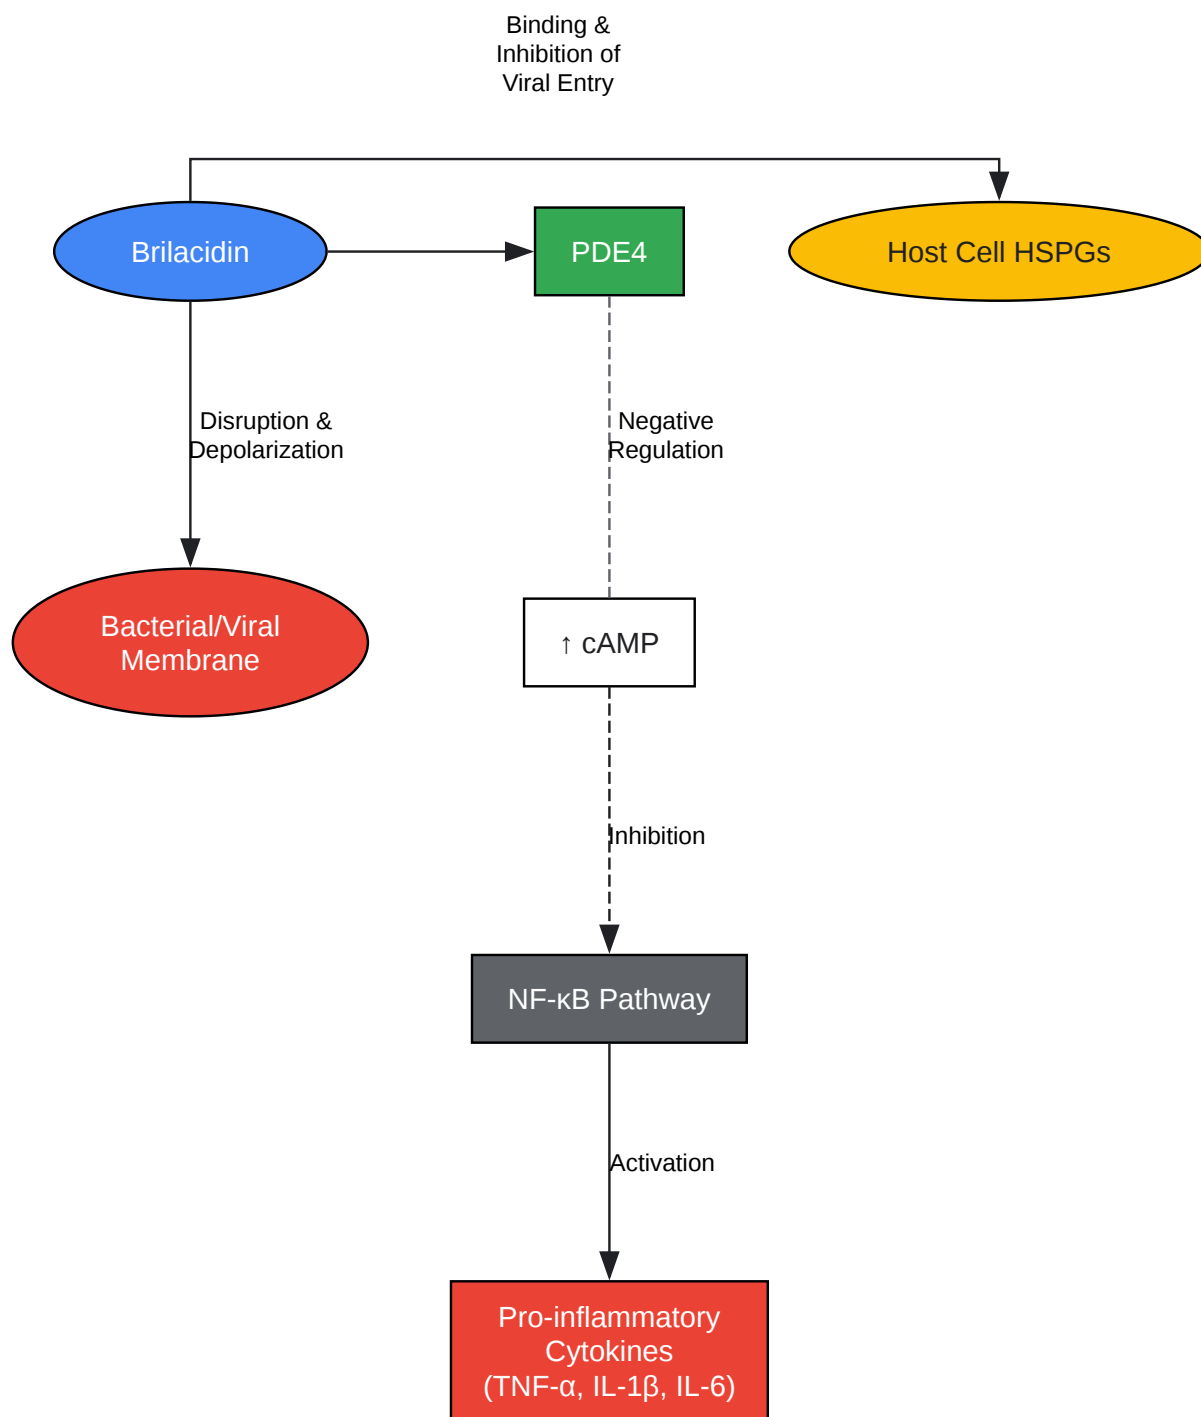 Binding &
Inhibition of
Viral Entry
Brilacidin
PDE4
Host Cell HSPGs
Disruption &
Depolarization
Negative
Regulation
Bacterial/Viral
Membrane
↑ cAMP
Inhibition
NF-κB Pathway
Activation
Pro-inflammatory
Cytokines
(TNF-α, IL-1β, IL-6)